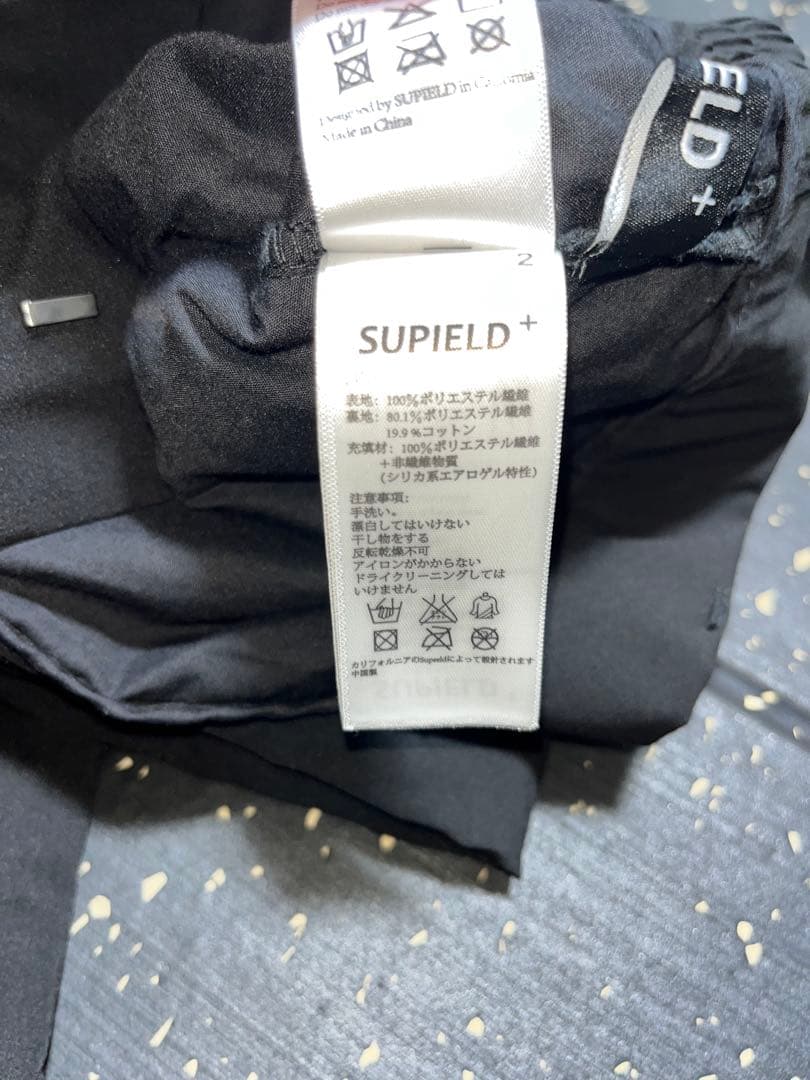 Designed by SUPIELD in California
Made in China
ELD +
2
SUPIELD +
表地: 100%ポリエステル繊維
裏地: 80.1%ポリエステル繊維
19.9 %コットン
充填材: 100%ポリエステル繊維
+非繊維物質
(シリカ系エアロゲル特性)
注意事項:
手洗い。
漂白してはいけない
干し物をする
反転乾燥不可
アイロンがかからない
ドライクリーニングしては
いけません
カリフォルニアのSupieldによって設計されます
中国製